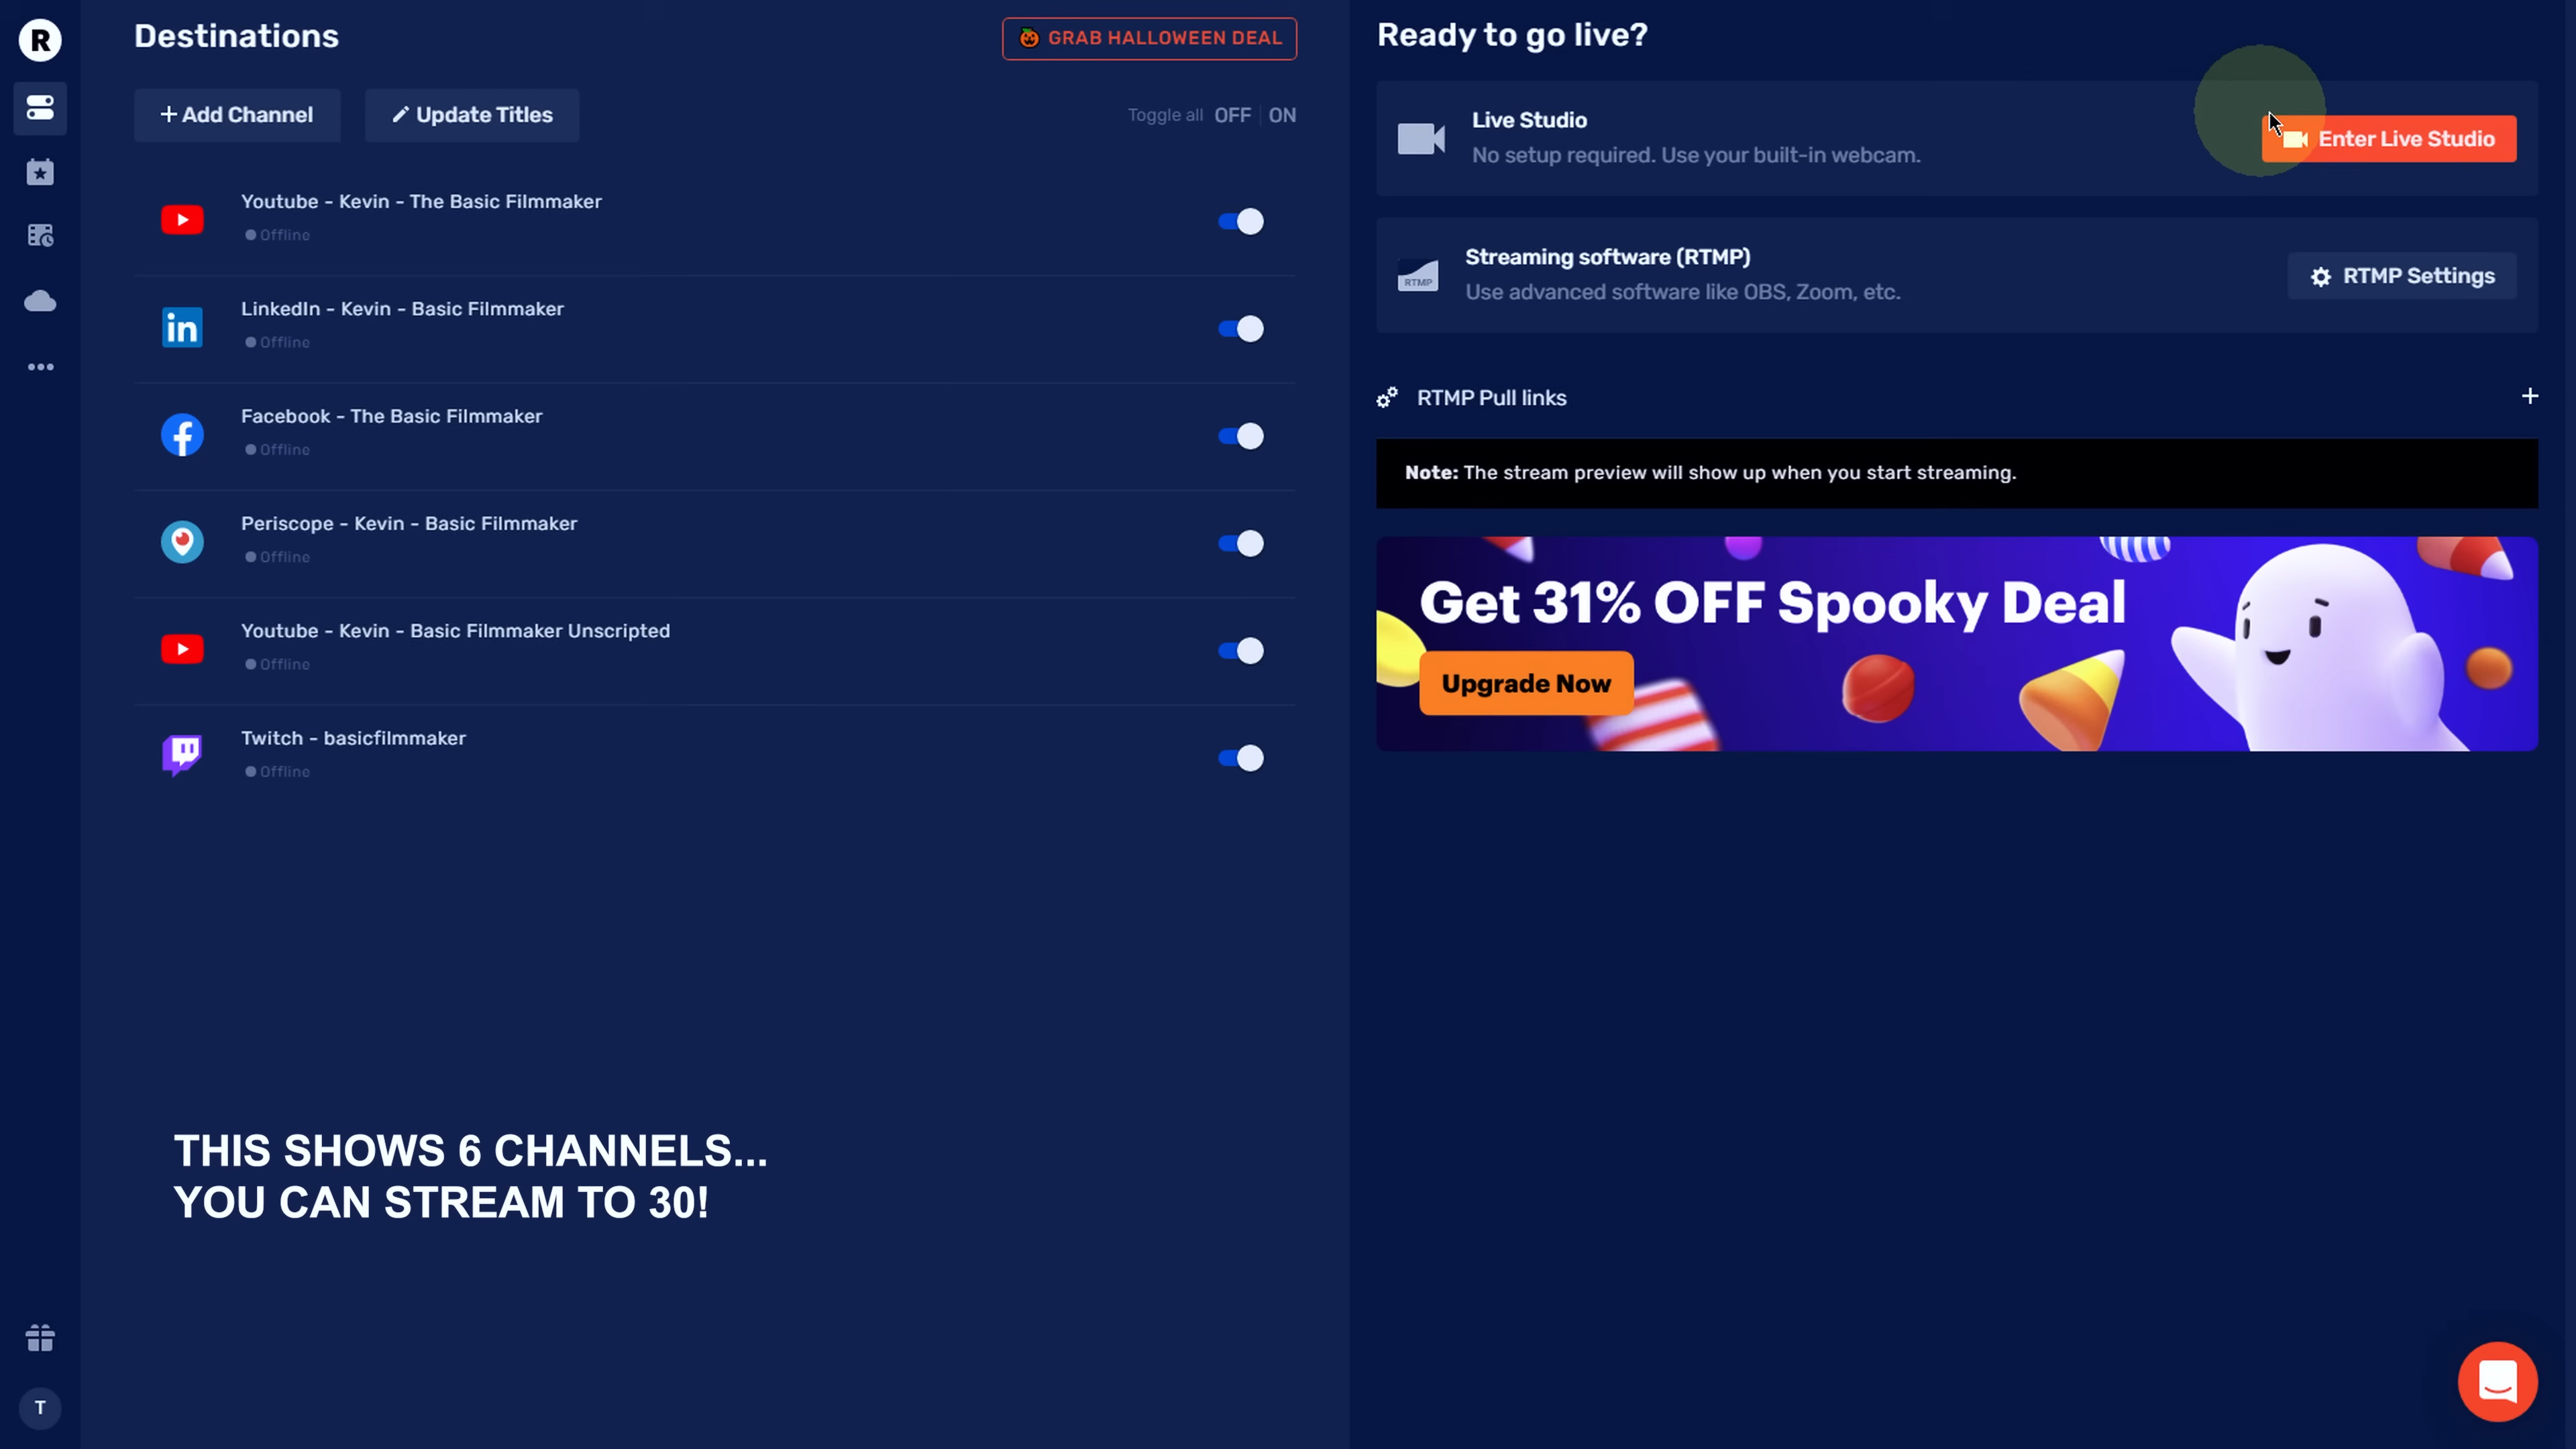 R
Destinations
GRAB HALLOWEEN DEAL
+ Add Channel
Update Titles
Toggle all OFF | ON
Youtube - Kevin - The Basic Filmmaker
Offline
LinkedIn - Kevin - Basic Filmmaker
Offline
Facebook - The Basic Filmmaker
Offline
Periscope - Kevin - Basic Filmmaker
Offline
Youtube - Kevin - Basic Filmmaker Unscripted
Offline
Twitch - basicfilmmaker
Offline
THIS SHOWS 6 CHANNELS...
YOU CAN STREAM TO 30!
T
Ready to go live?
Live Studio
No setup required. Use your built-in webcam.
Enter Live Studio
RTMP
Streaming software (RTMP)
Use advanced software like OBS, Zoom, etc.
RTMP Settings
RTMP Pull links
+
Note: The stream preview will show up when you start streaming.
Get 31% OFF Spooky Deal
Upgrade Now